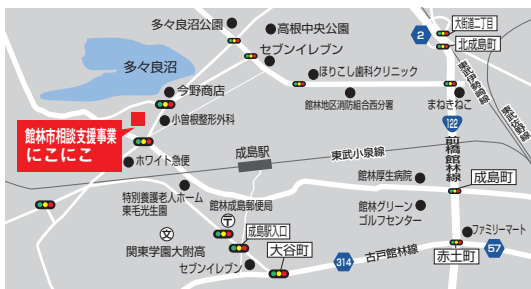 多々良沼公園
高根中央公園
2
大街道二丁目
北成島町
セブンイレブン
東武伊勢崎線
東武佐野線
多々良沼
ほりこし歯科クリニック
今野商店
館林地区消防組合西分署
まねきねこ
小曽根整形外科
122
館林市相談支援事業
にこにこ
前橋館林線
成島駅
東武小泉線
ホワイト急便
館林厚生病院
成島町
特別養護老人ホーム
東毛光生園
館林成島郵便局
〒
館林グリーン
ゴルフセンター
文
成島駅入口
ファミリーマート
関東学園大附高
大谷町
赤土町
57
セブンイレブン
314
古戸館林線